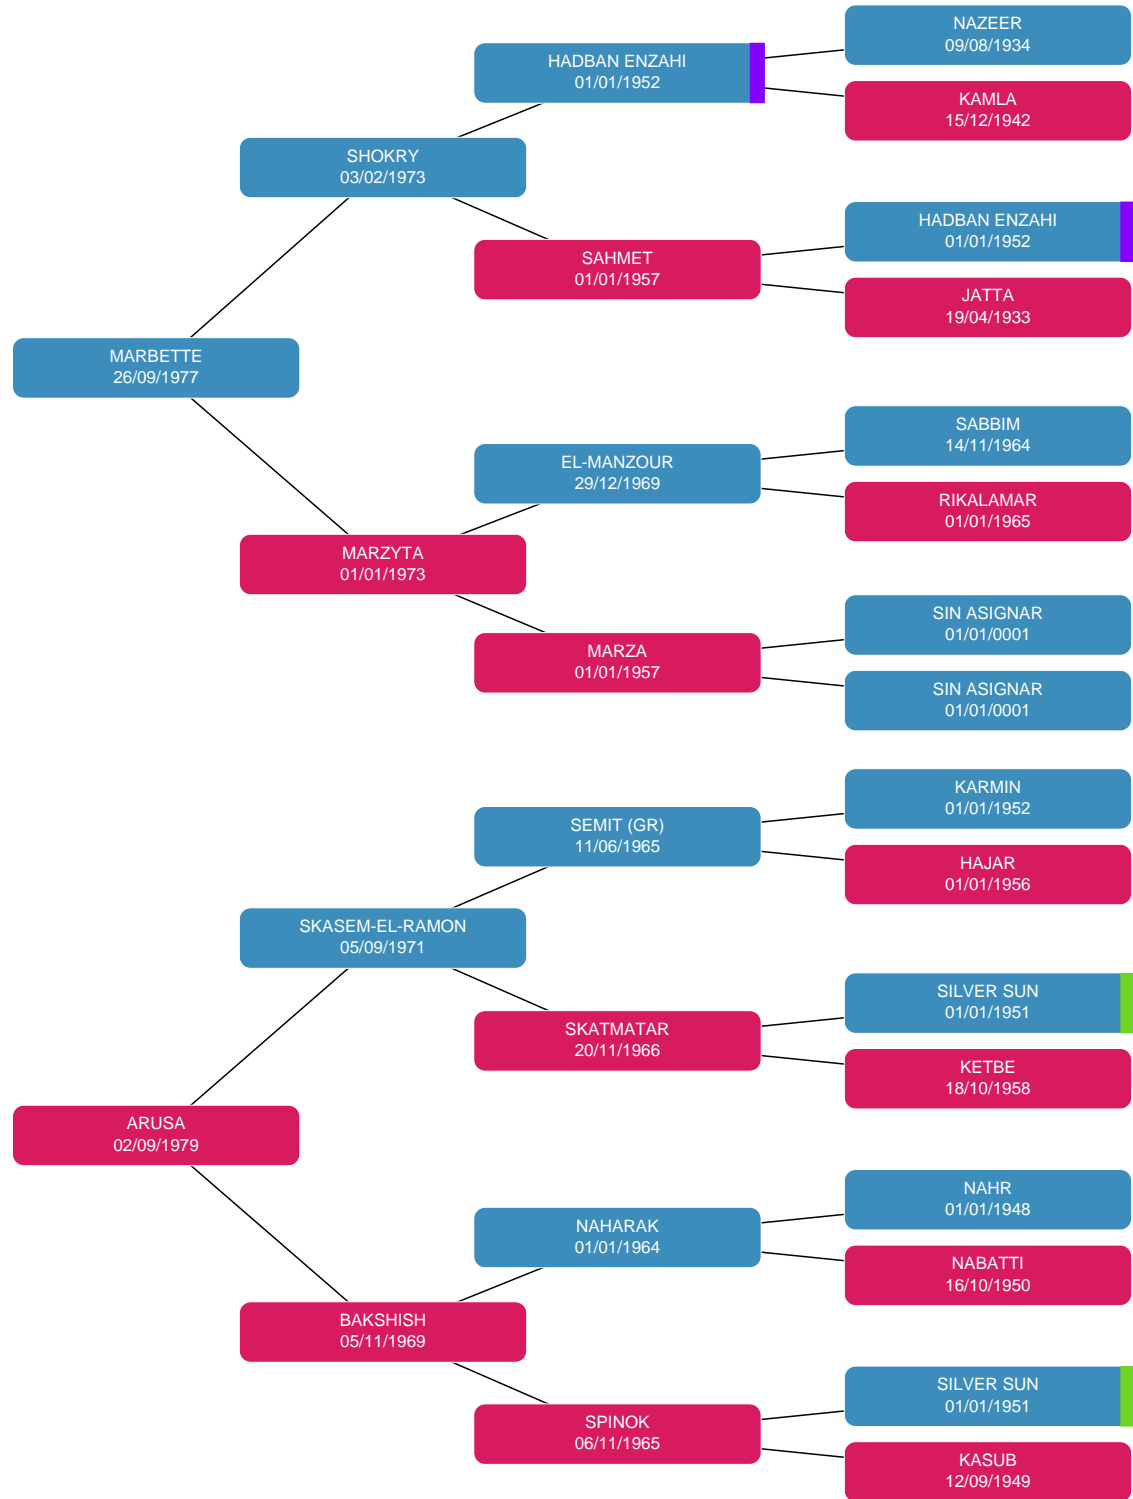 NAZEER
09/08/1934
HADBAN ENZAHI
01/01/1952
KAMLA
15/12/1942
SHOKRY
03/02/1973
HADBAN ENZAHI
01/01/1952
SAHMET
01/01/1957
JATTA
19/04/1933
MARBETTE
26/09/1977
SABBIM
14/11/1964
EL-MANZOUR
29/12/1969
RIKALAMAR
01/01/1965
MARZYTA
01/01/1973
SIN ASIGNAR
01/01/0001
MARZA
01/01/1957
SIN ASIGNAR
01/01/0001
KARMIN
01/01/1952
SEMIT (GR)
11/06/1965
HAJAR
01/01/1956
SKASEM-EL-RAMON
05/09/1971
SILVER SUN
01/01/1951
SKATMATAR
20/11/1966
KETBE
18/10/1958
ARUSA
02/09/1979
NAHR
01/01/1948
NAHARAK
01/01/1964
NABATTI
16/10/1950
BAKSHISH
05/11/1969
SILVER SUN
01/01/1951
SPINOK
06/11/1965
KASUB
12/09/1949